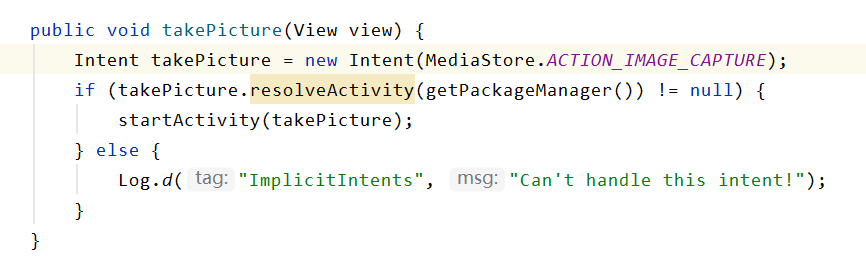 public void takePicture(View view) {
    Intent takePicture = new Intent(MediaStore.ACTION_IMAGE_CAPTURE);
    if (takePicture.resolveActivity(getPackageManager()) != null) {
        startActivity(takePicture);
    } else {
        Log.d( tag: "ImplicitIntents", msg: "Can't handle this intent!");
    }
}